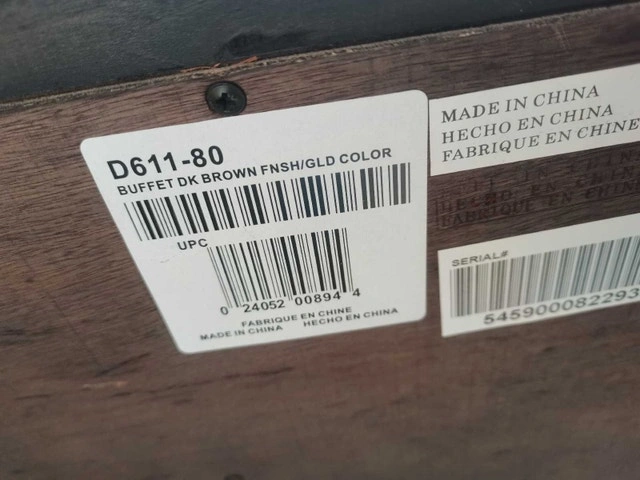 D611-80
BUFFET DK BROWN FNSH/GLD COLOR
UPC
0 24052 00894 4
FABRIQUE EN CHINE
MADE IN CHINA HECHO EN CHINA
MADE IN CHINA
HECHO EN CHINA
FABRIQUE EN CHINE
SERIAL#
545900082293